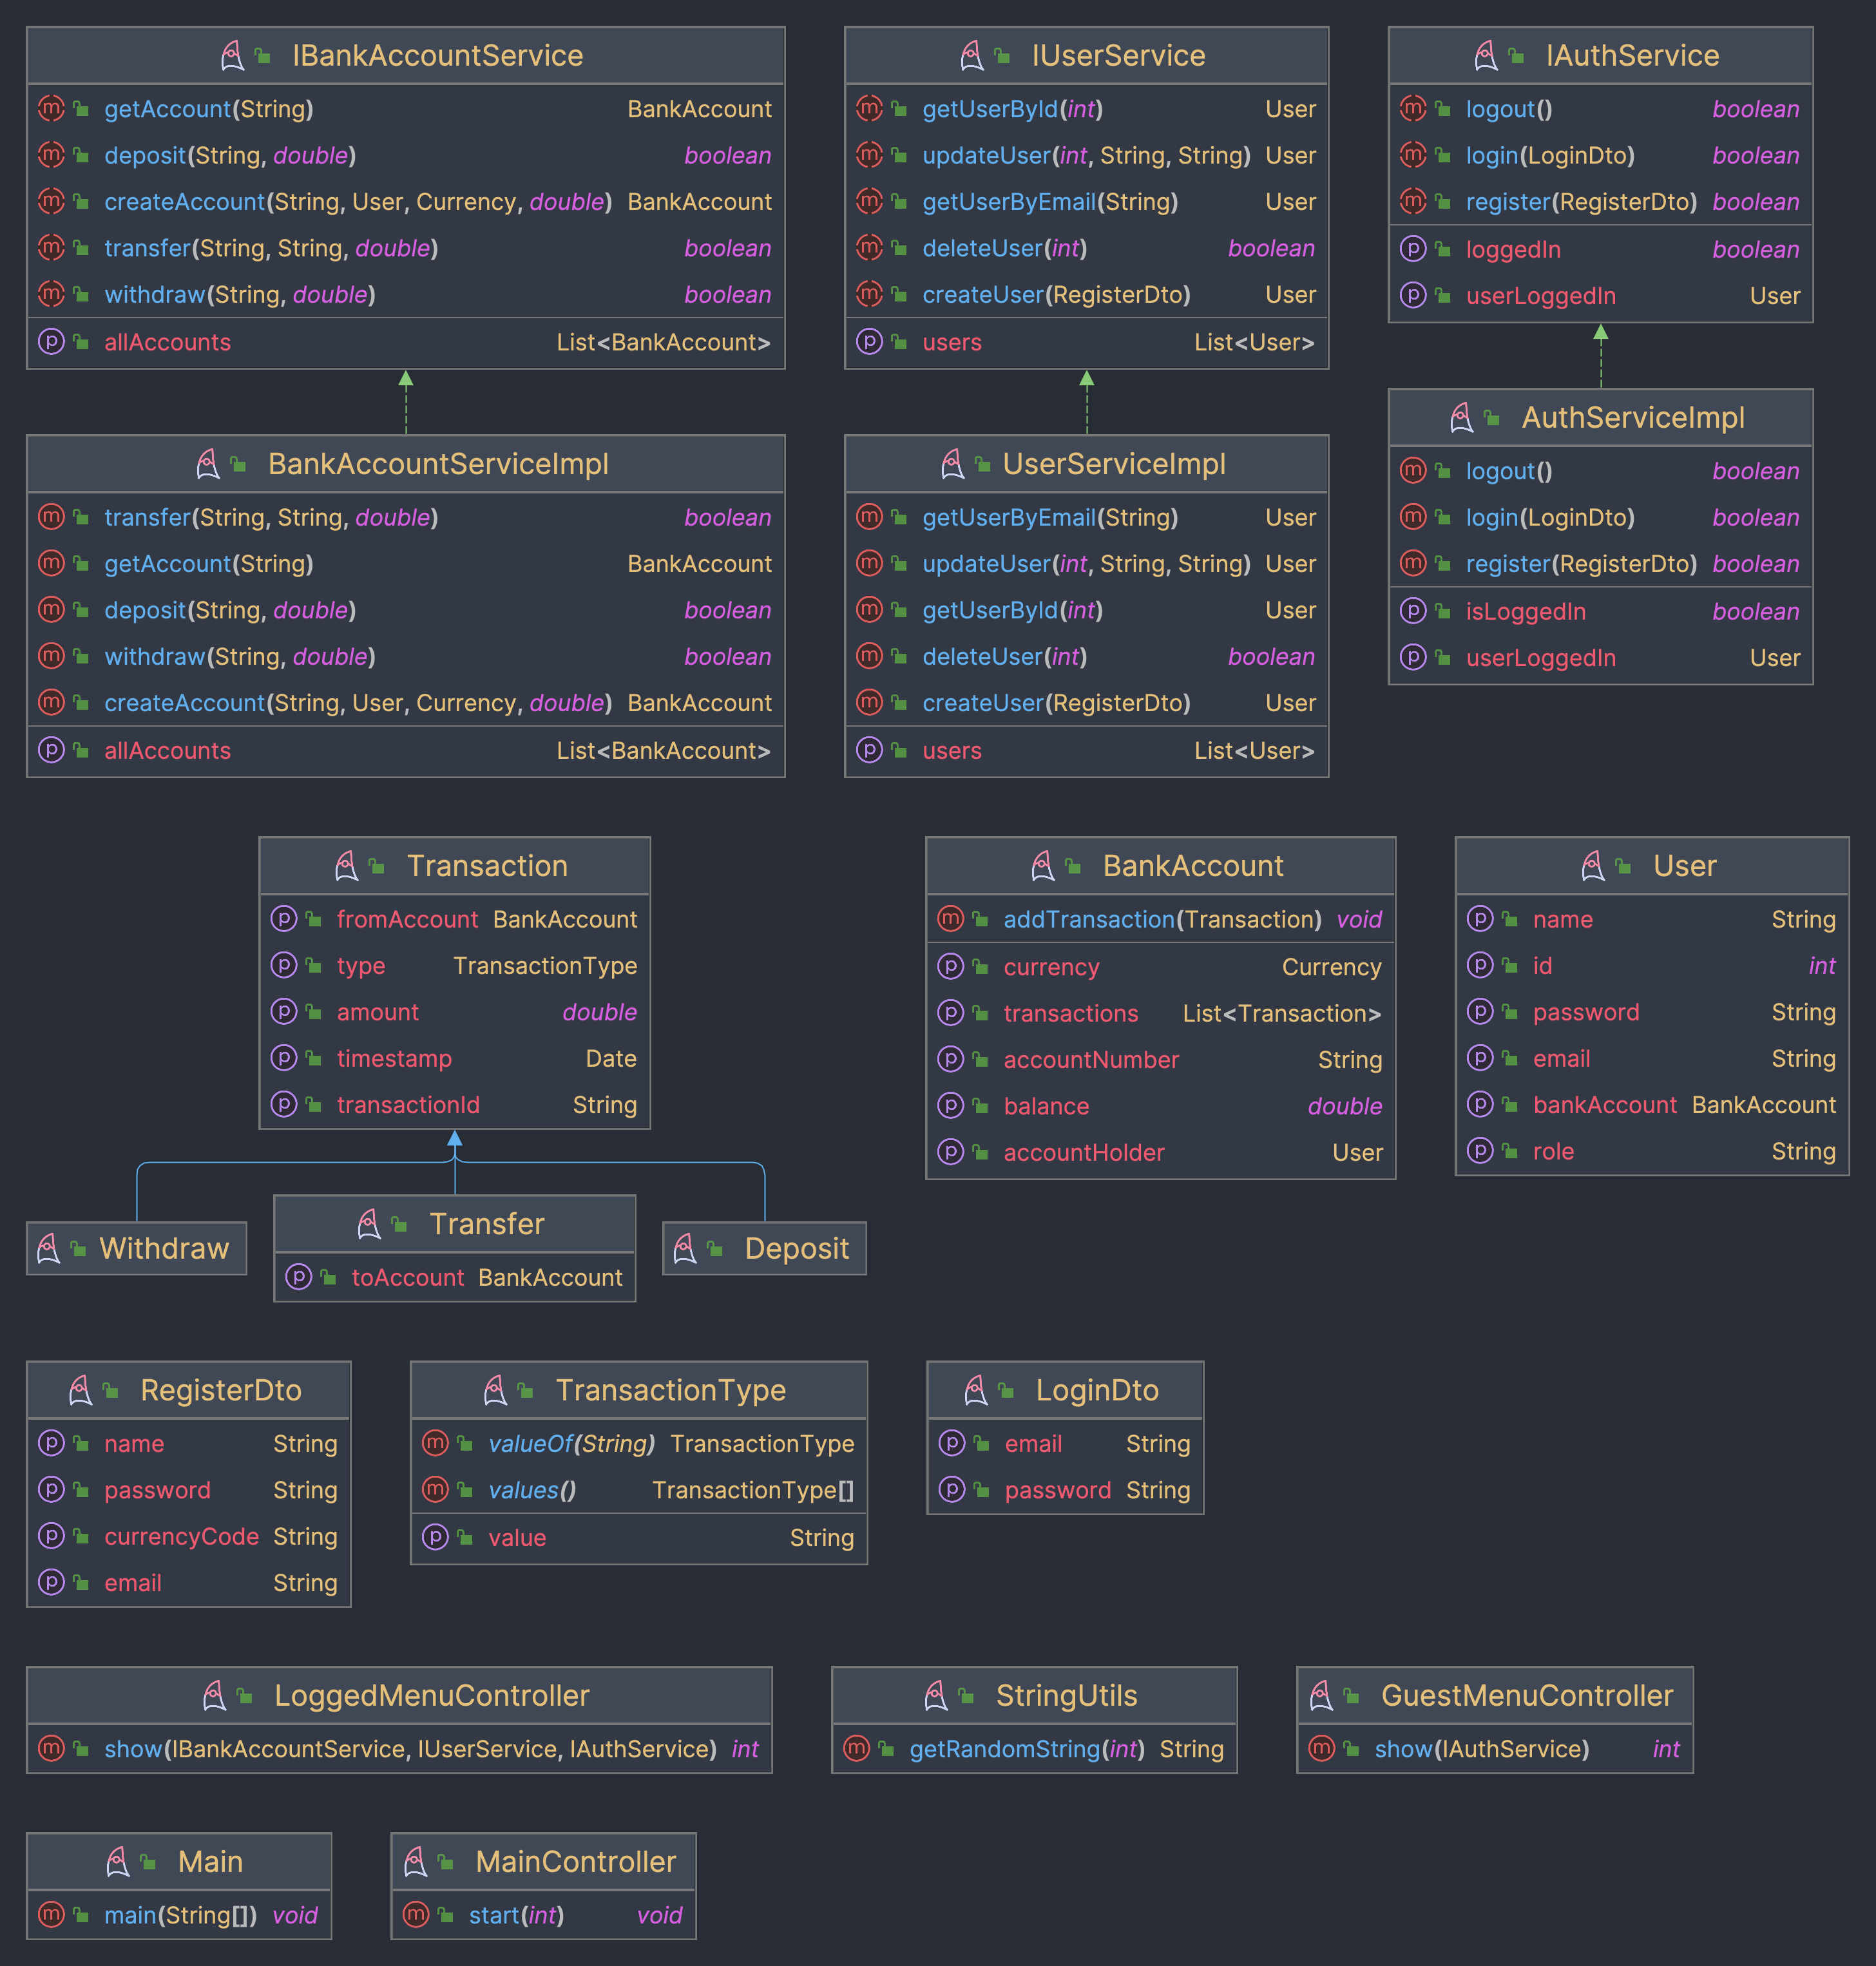 IBankAccountService
getAccount(String) BankAccount
deposit(String, double) boolean
createAccount(String, User, Currency, double) BankAccount
transfer(String, String, double) boolean
withdraw(String, double) boolean
allAccounts List<BankAccount>
IUserService
getUserById(int) User
updateUser(int, String, String) User
getUserByEmail(String) User
deleteUser(int) boolean
createUser(RegisterDto) User
users List<User>
IAuthService
logout() boolean
login(LoginDto) boolean
register(RegisterDto) boolean
loggedIn boolean
userLoggedIn User
BankAccountServiceImpl
transfer(String, String, double) boolean
getAccount(String) BankAccount
deposit(String, double) boolean
withdraw(String, double) boolean
createAccount(String, User, Currency, double) BankAccount
allAccounts List<BankAccount>
UserServiceImpl
getUserByEmail(String) User
updateUser(int, String, String) User
getUserById(int) User
deleteUser(int) boolean
createUser(RegisterDto) User
users List<User>
AuthServiceImpl
logout() boolean
login(LoginDto) boolean
register(RegisterDto) boolean
isLoggedIn boolean
userLoggedIn User
Transaction
fromAccount BankAccount
type TransactionType
amount double
timestamp Date
transactionId String
BankAccount
addTransaction(Transaction) void
currency Currency
transactions List<Transaction>
accountNumber String
balance double
accountHolder User
User
name String
id int
password String
email String
bankAccount BankAccount
role String
Withdraw
Transfer
toAccount BankAccount
Deposit
RegisterDto
name String
password String
currencyCode String
email String
TransactionType
valueOf(String) TransactionType
values() TransactionType[]
value String
LoginDto
email String
password String
LoggedMenuController
show(IBankAccountService, IUserService, IAuthService) int
StringUtils
getRandomString(int) String
GuestMenuController
show(IAuthService) int
Main
main(String[]) void
MainController
start(int) void